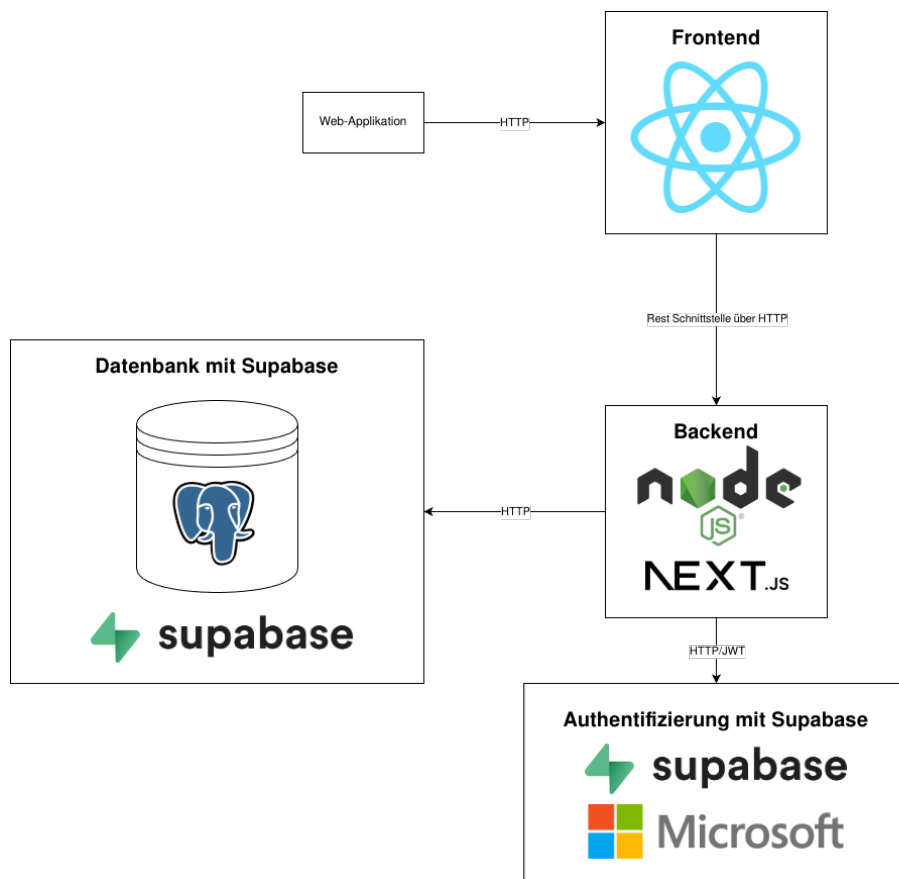 Frontend
Web-Applikation
HTTP
Rest Schnittstelle über HTTP
Datenbank mit Supabase
Backend
node
JS
®
HTTP
NEXT.JS
supabase
HTTP/JWT
Authentifizierung mit Supabase
supabase
Microsoft